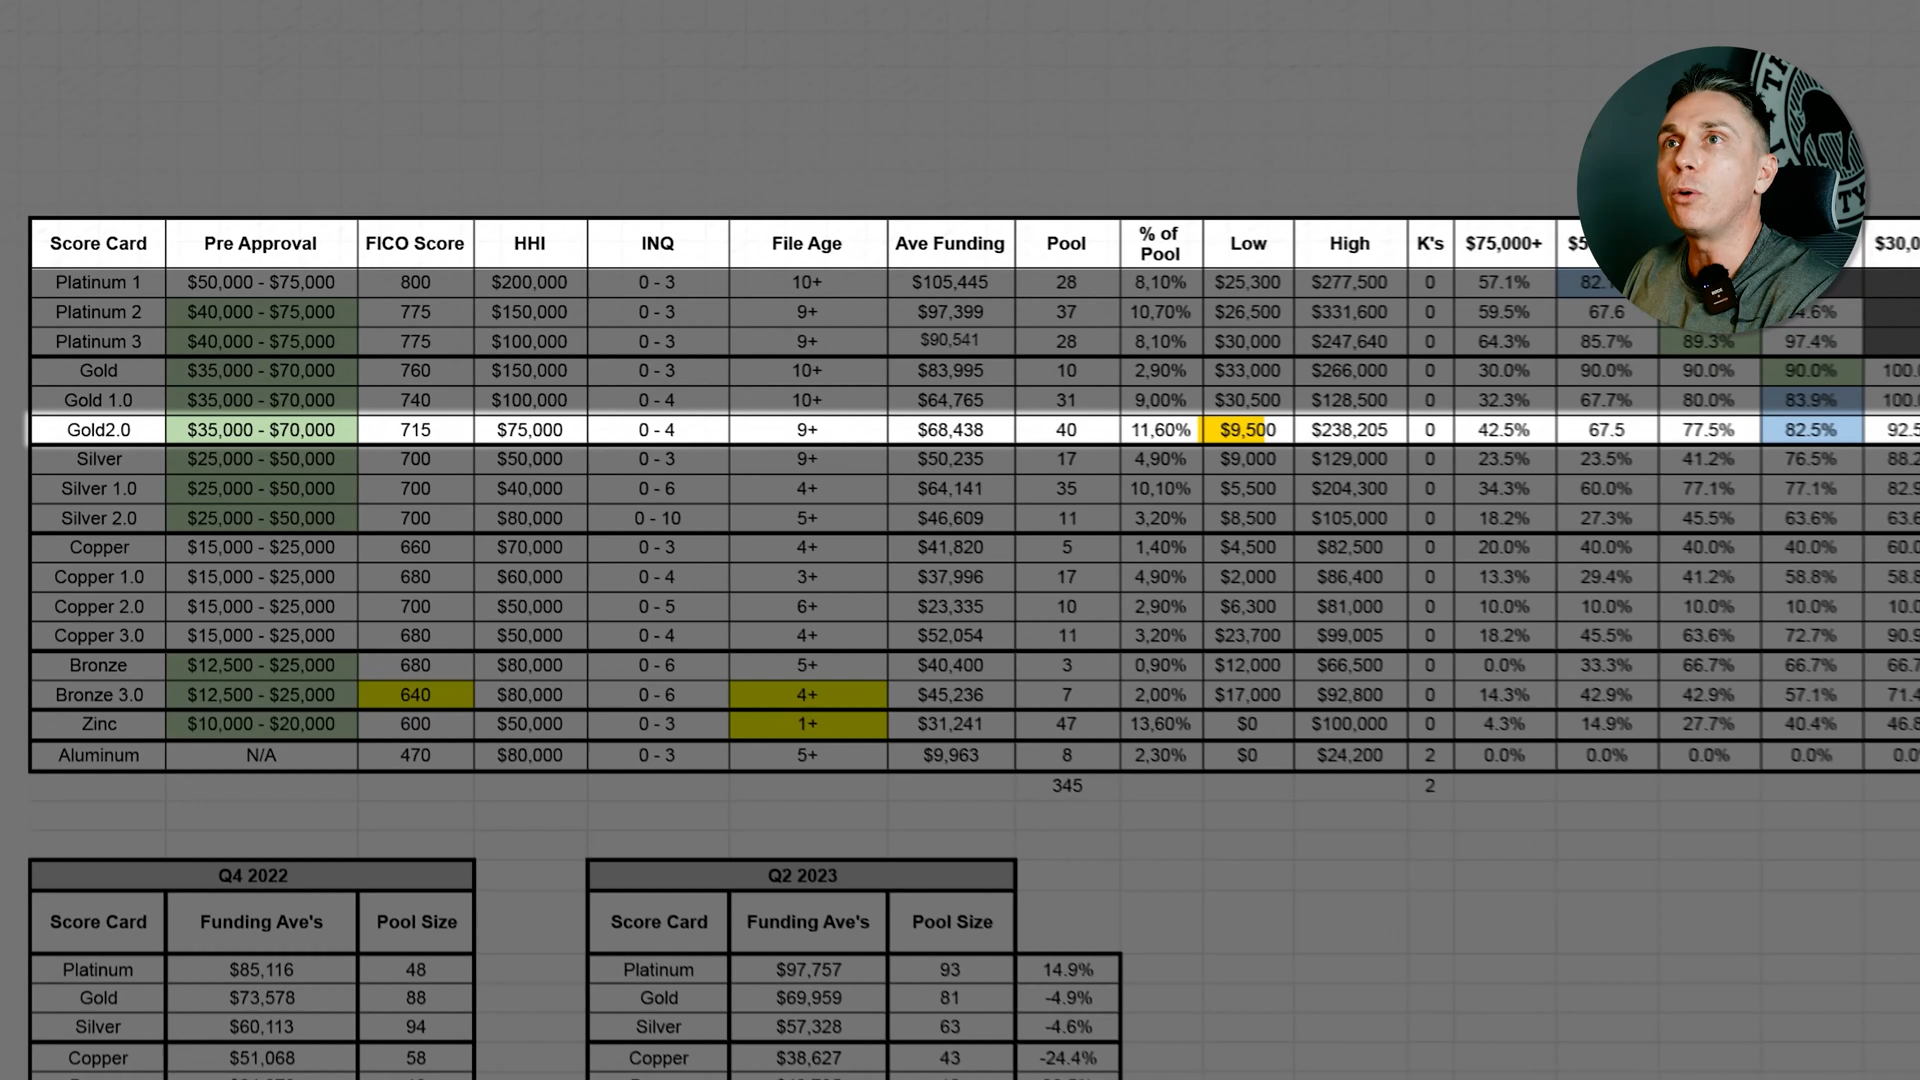 Score Card Pre Approval FICO Score HHI INQ File Age Ave Funding Pool % of Pool Low High K's $75,000+ $5 $30,0
Platinum 1 $50,000 - $75,000 800 $200,000 0 - 3 10+ $105,445 28 8,10% $25,300 $277,500 0 57.1% 82.
Platinum 2 $40,000 - $75,000 775 $150,000 0 - 3 9+ $97,399 37 10,70% $26,500 $331,600 0 59.5% 67.6 4.6%
Platinum 3 $40,000 - $75,000 775 $100,000 0 - 3 9+ $90,541 28 8,10% $30,000 $247,640 0 64.3% 85.7% 89.3% 97.4%
Gold $35,000 - $70,000 760 $150,000 0 - 3 10+ $83,995 10 2,90% $33,000 $266,000 0 30.0% 90.0% 90.0% 90.0% 100.
Gold 1.0 $35,000 - $70,000 740 $100,000 0 - 4 10+ $64,765 31 9,00% $30,500 $128,500 0 32.3% 67.7% 80.0% 83.9% 100.
Gold2.0 $35,000 - $70,000 715 $75,000 0 - 4 9+ $68,438 40 11,60% $9,500 $238,205 0 42.5% 67.5 77.5% 82.5% 92.5
Silver $25,000 - $50,000 700 $50,000 0 - 3 9+ $50,235 17 4,90% $9,000 $129,000 0 23.5% 23.5% 41.2% 76.5% 88.2
Silver 1.0 $25,000 - $50,000 700 $40,000 0 - 6 4+ $64,141 35 10,10% $5,500 $204,300 0 34.3% 60.0% 77.1% 77.1% 82.9
Silver 2.0 $25,000 - $50,000 700 $80,000 0 - 10 5+ $46,609 11 3,20% $8,500 $105,000 0 18.2% 27.3% 45.5% 63.6% 63.6
Copper $15,000 - $25,000 660 $70,000 0 - 3 4+ $41,820 5 1,40% $4,500 $82,500 0 20.0% 40.0% 40.0% 40.0% 60.0
Copper 1.0 $15,000 - $25,000 680 $60,000 0 - 4 3+ $37,996 17 4,90% $2,000 $86,400 0 13.3% 29.4% 41.2% 58.8% 58.8
Copper 2.0 $15,000 - $25,000 700 $50,000 0 - 5 6+ $23,335 10 2,90% $6,300 $81,000 0 10.0% 10.0% 10.0% 10.0% 10.0
Copper 3.0 $15,000 - $25,000 680 $50,000 0 - 4 4+ $52,054 11 3,20% $23,700 $99,005 0 18.2% 45.5% 63.6% 72.7% 90.9
Bronze $12,500 - $25,000 680 $80,000 0 - 6 5+ $40,400 3 0,90% $12,000 $66,500 0 0.0% 33.3% 66.7% 66.7% 66.7
Bronze 3.0 $12,500 - $25,000 640 $80,000 0 - 6 4+ $45,236 7 2,00% $17,000 $92,800 0 14.3% 42.9% 42.9% 57.1% 71.4
Zinc $10,000 - $20,000 600 $50,000 0 - 3 1+ $31,241 47 13,60% $0 $100,000 0 4.3% 14.9% 27.7% 40.4% 46.8
Aluminum N/A 470 $80,000 0 - 3 5+ $9,963 8 2,30% $0 $24,200 2 0.0% 0.0% 0.0% 0.0% 0.0
345 2
Q4 2022 Q2 2023
Score Card Funding Ave's Pool Size Score Card Funding Ave's Pool Size
Platinum $85,116 48 Platinum $97,757 93 14.9%
Gold $73,578 88 Gold $69,959 81 -4.9%
Silver $60,113 94 Silver $57,328 63 -4.6%
Copper $51,068 58 Copper $38,627 43 -24.4%